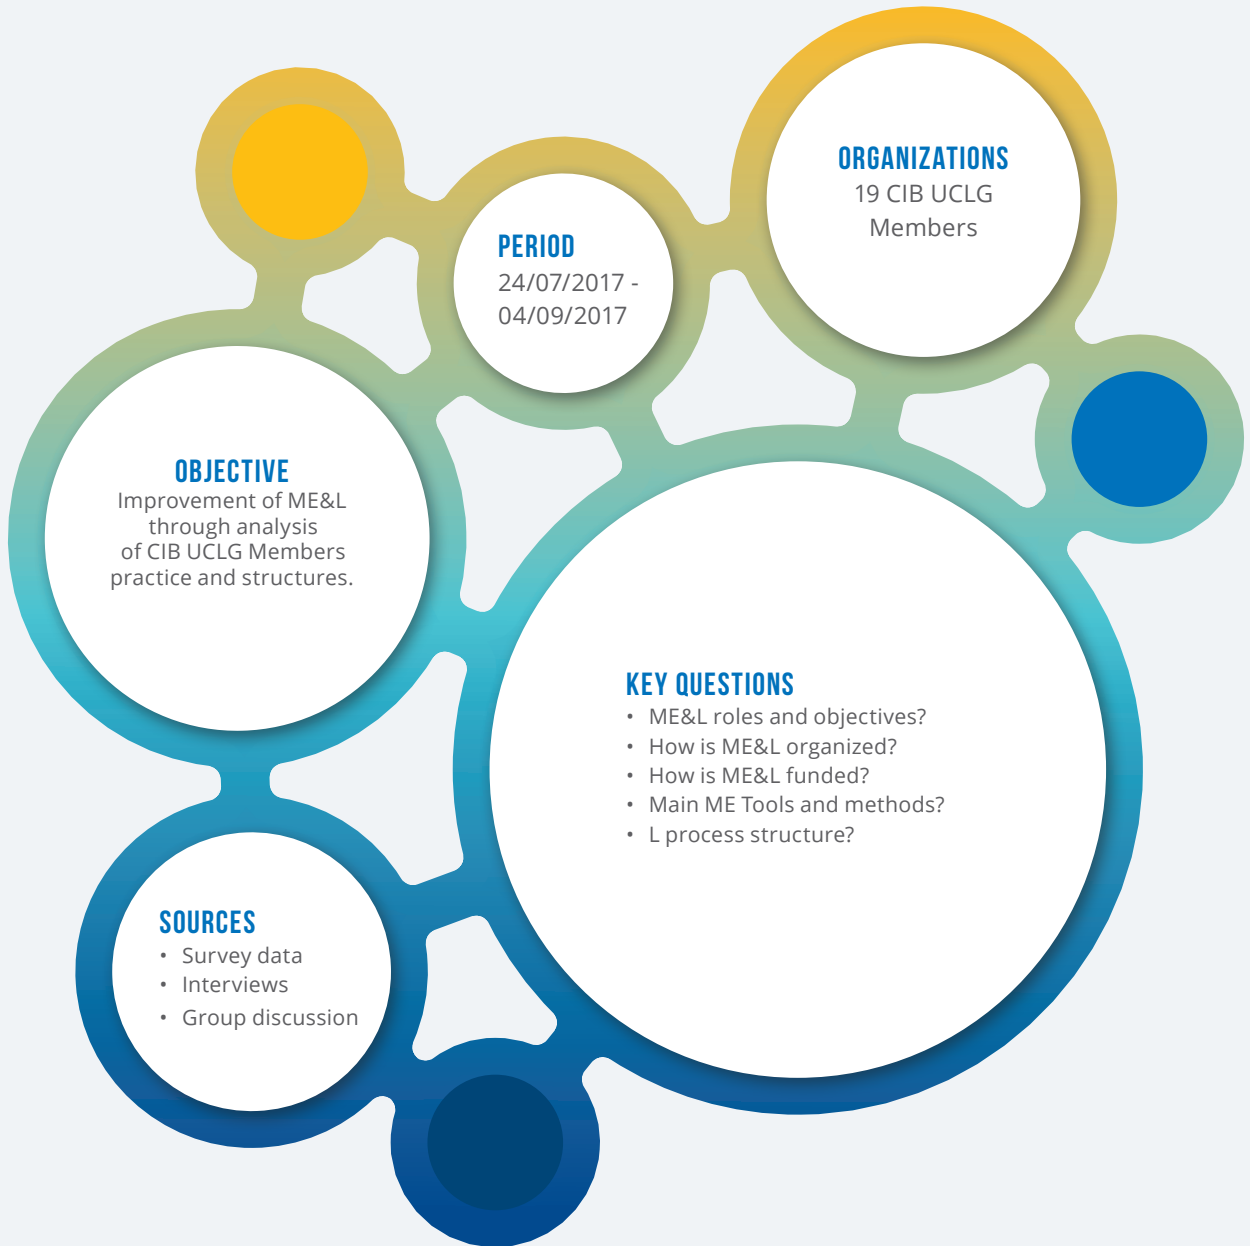 ORGANIZATIONS
19 CIB UCLG
Members
PERIOD
24/07/2017 -
04/09/2017
OBJECTIVE
Improvement of ME&L
through analysis
of CIB UCLG Members
practice and structures.
KEY QUESTIONS
• ME&L roles and objectives?
• How is ME&L organized?
• How is ME&L funded?
• Main ME Tools and methods?
• L process structure?
SOURCES
• Survey data
• Interviews
• Group discussion